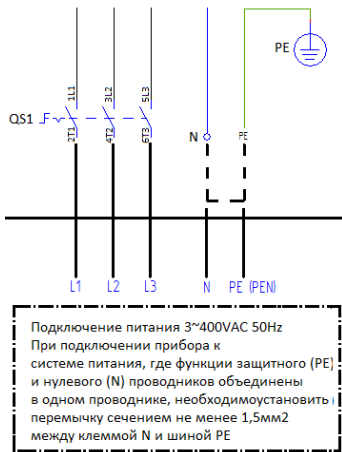 PE
1L1 3L2 5L3
QS1
2T1 4T2 6T3
N PE
L1 L2 L3 N PE (PEN)
Подключение питания 3~400VAC 50Hz
При подключении прибора к
системе питания, где функции защитного (PE)
и нулевого (N) проводников объединены
в одном проводнике, необходимоустановить
перемычку сечением не менее 1,5мм2
между клеммой N и шиной PE